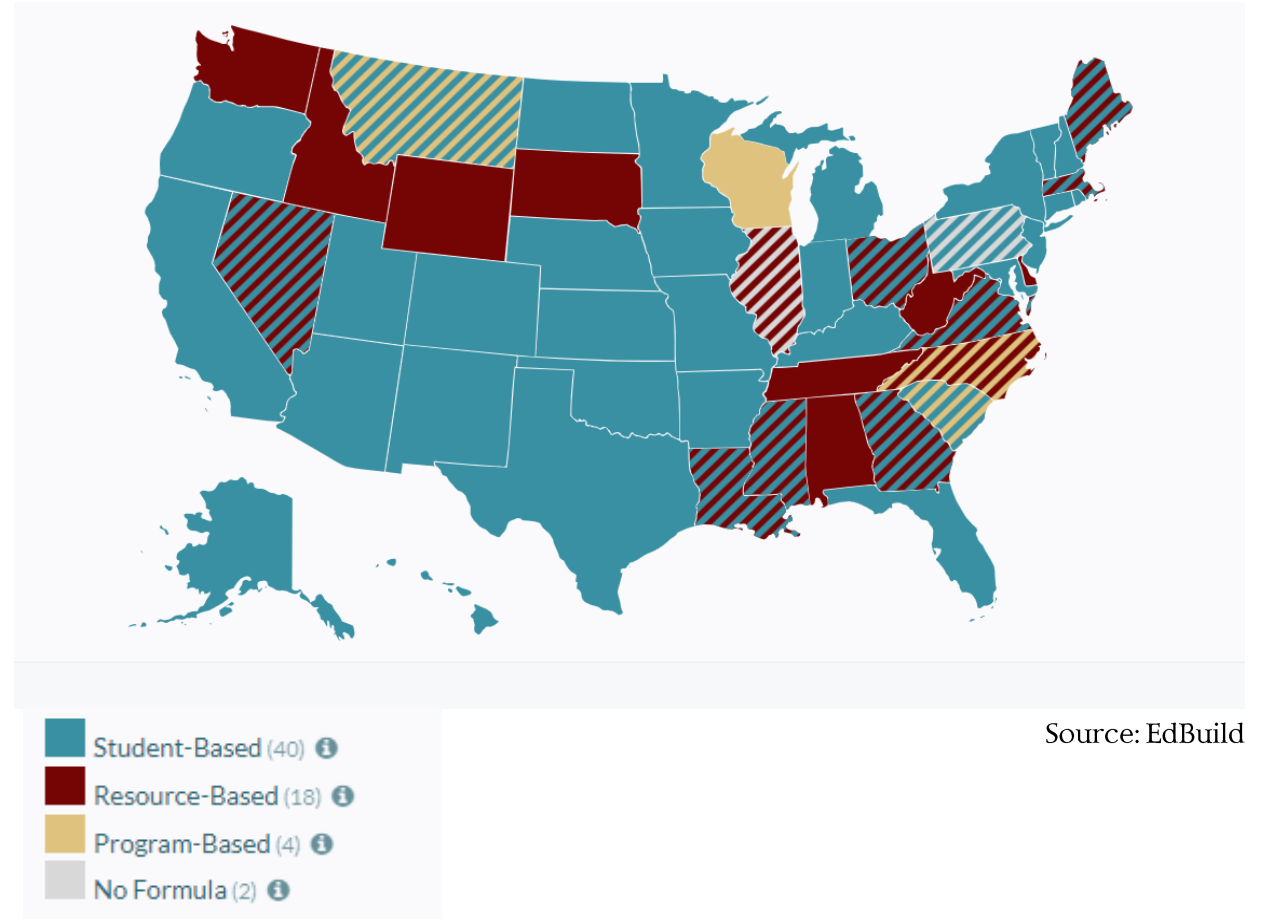 Source: EdBuild
Student-Based (40)
Resource-Based (18)
Program-Based (4)
No Formula (2)